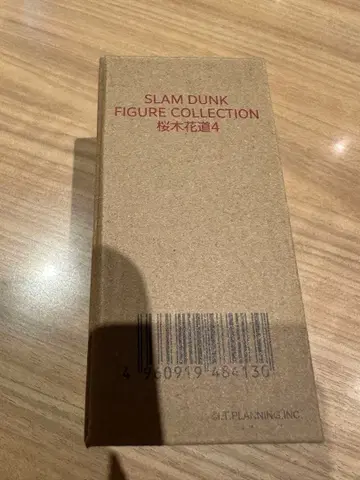 SLAM DUNK
FIGURE COLLECTION
桜木花道4
4 960919 484130
©I.T.PLANNING,INC.